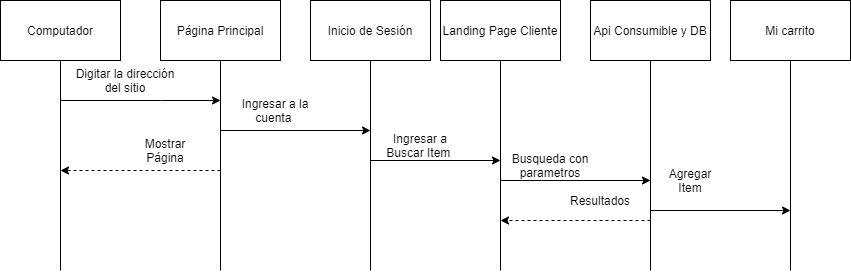 Computador
Página Principal
Inicio de Sesión
Landing Page Cliente
Api Consumible y DB
Mi carrito
Digitar la dirección
del sitio
Ingresar a la
cuenta
Mostrar
Página
Ingresar a
Buscar Item
Busqueda con
parametros
Agregar
Item
Resultados